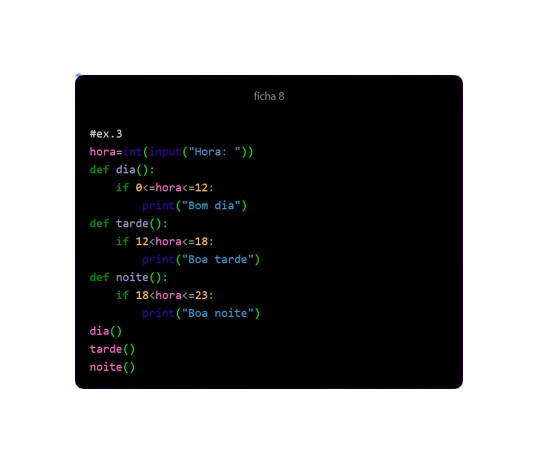 ficha 8
#ex.3
hora=int(input("Hora: "))
def dia():
    if 0<=hora<=12:
        print("Bom dia")
def tarde():
    if 12<hora<=18:
        print("Boa tarde")
def noite():
    if 18<hora<=23:
        print("Boa noite")
dia()
tarde()
noite()